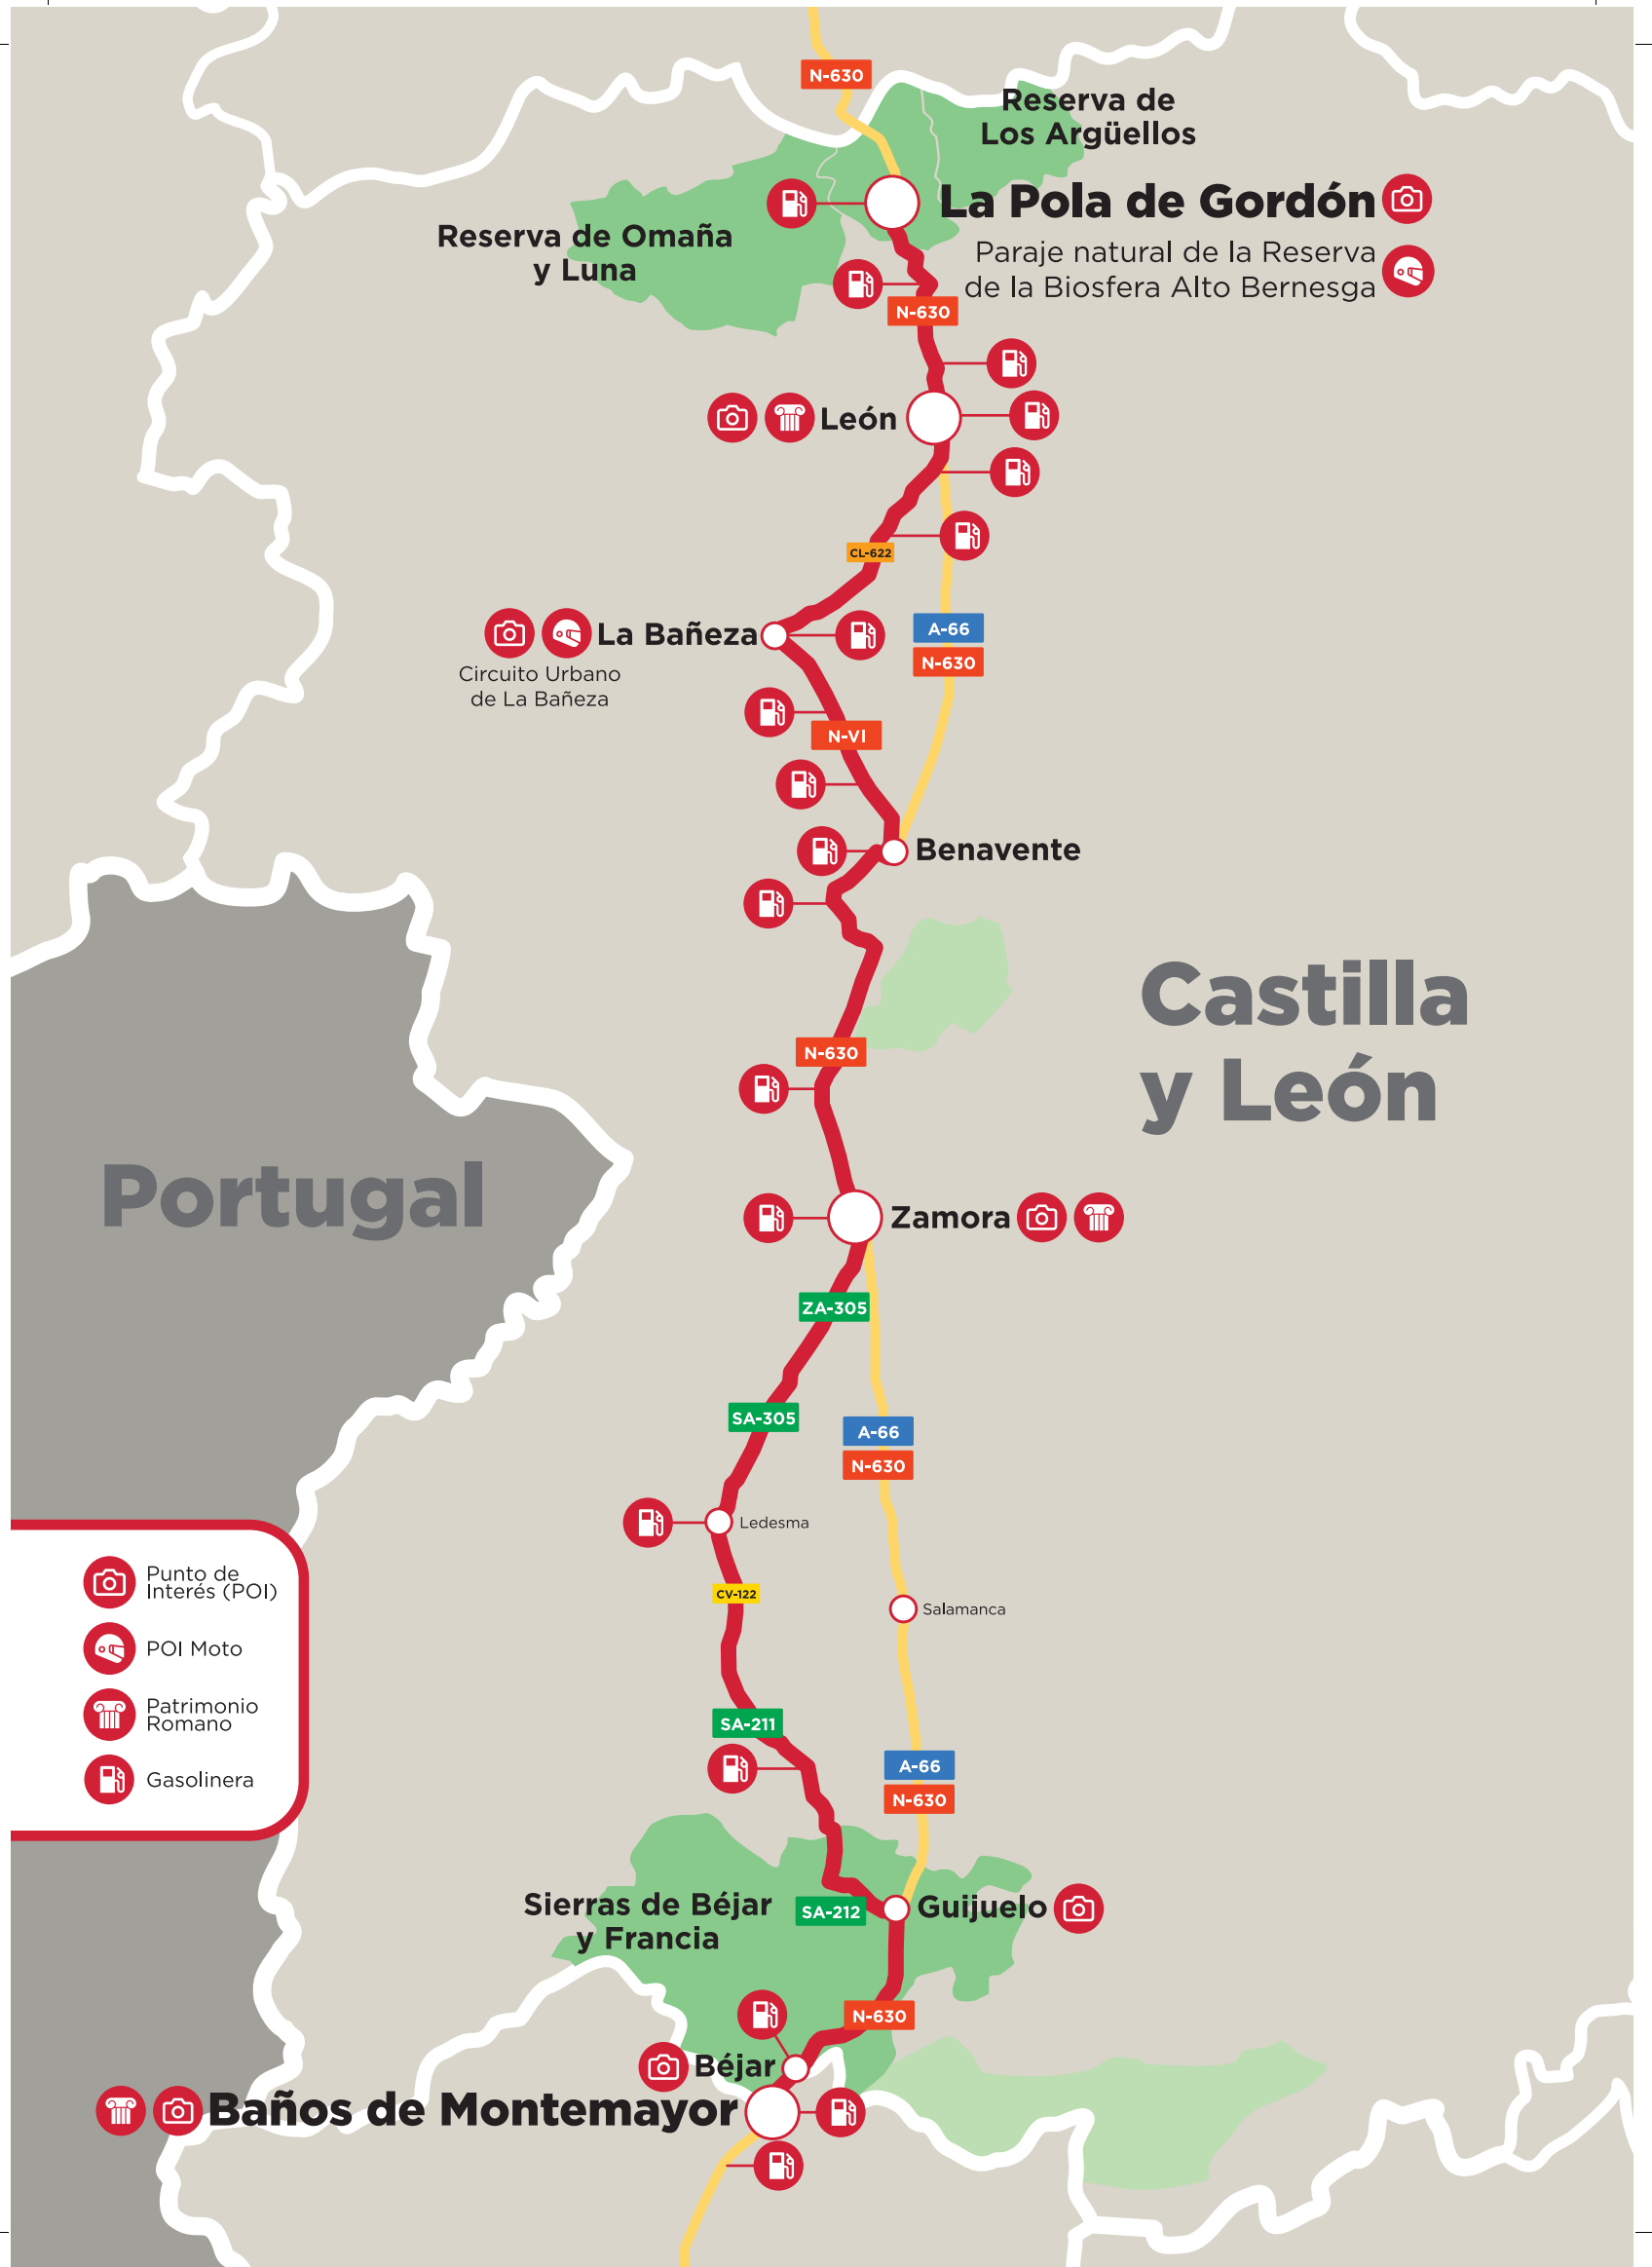 N-630
Reserva de
Los Argüellos
La Pola de Gordón
Reserva de Omaña
y Luna
Paraje natural de la Reserva
de la Biosfera Alto Bernesga
N-630
León
CL-622
La Bañeza
Circuito Urbano
de La Bañeza
A-66
N-630
N-VI
Benavente
Castilla
y León
N-630
Portugal
Zamora
ZA-305
SA-305
A-66
N-630
Ledesma
CV-122
Salamanca
Punto de
Interés (POI)
POI Moto
Patrimonio
Romano
Gasolinera
SA-211
A-66
N-630
Sierras de Béjar
y Francia
SA-212
Guijuelo
N-630
Béjar
Baños de Montemayor